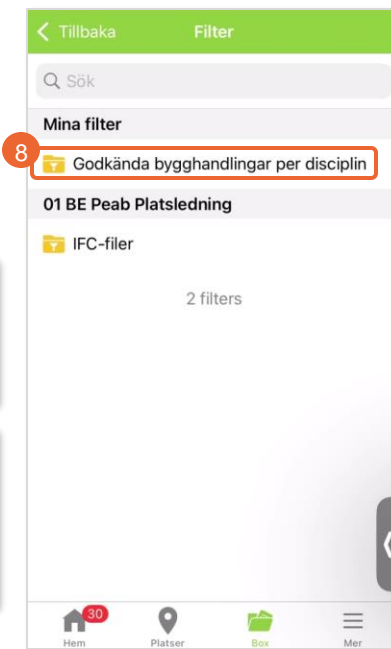 Tillbaka Filter
Sök
Mina filter
8 Godkända bygghandlingar per disciplin
01 BE Peab Platsledning
IFC-filer
2 filters
30
Hem Platser Box Mer